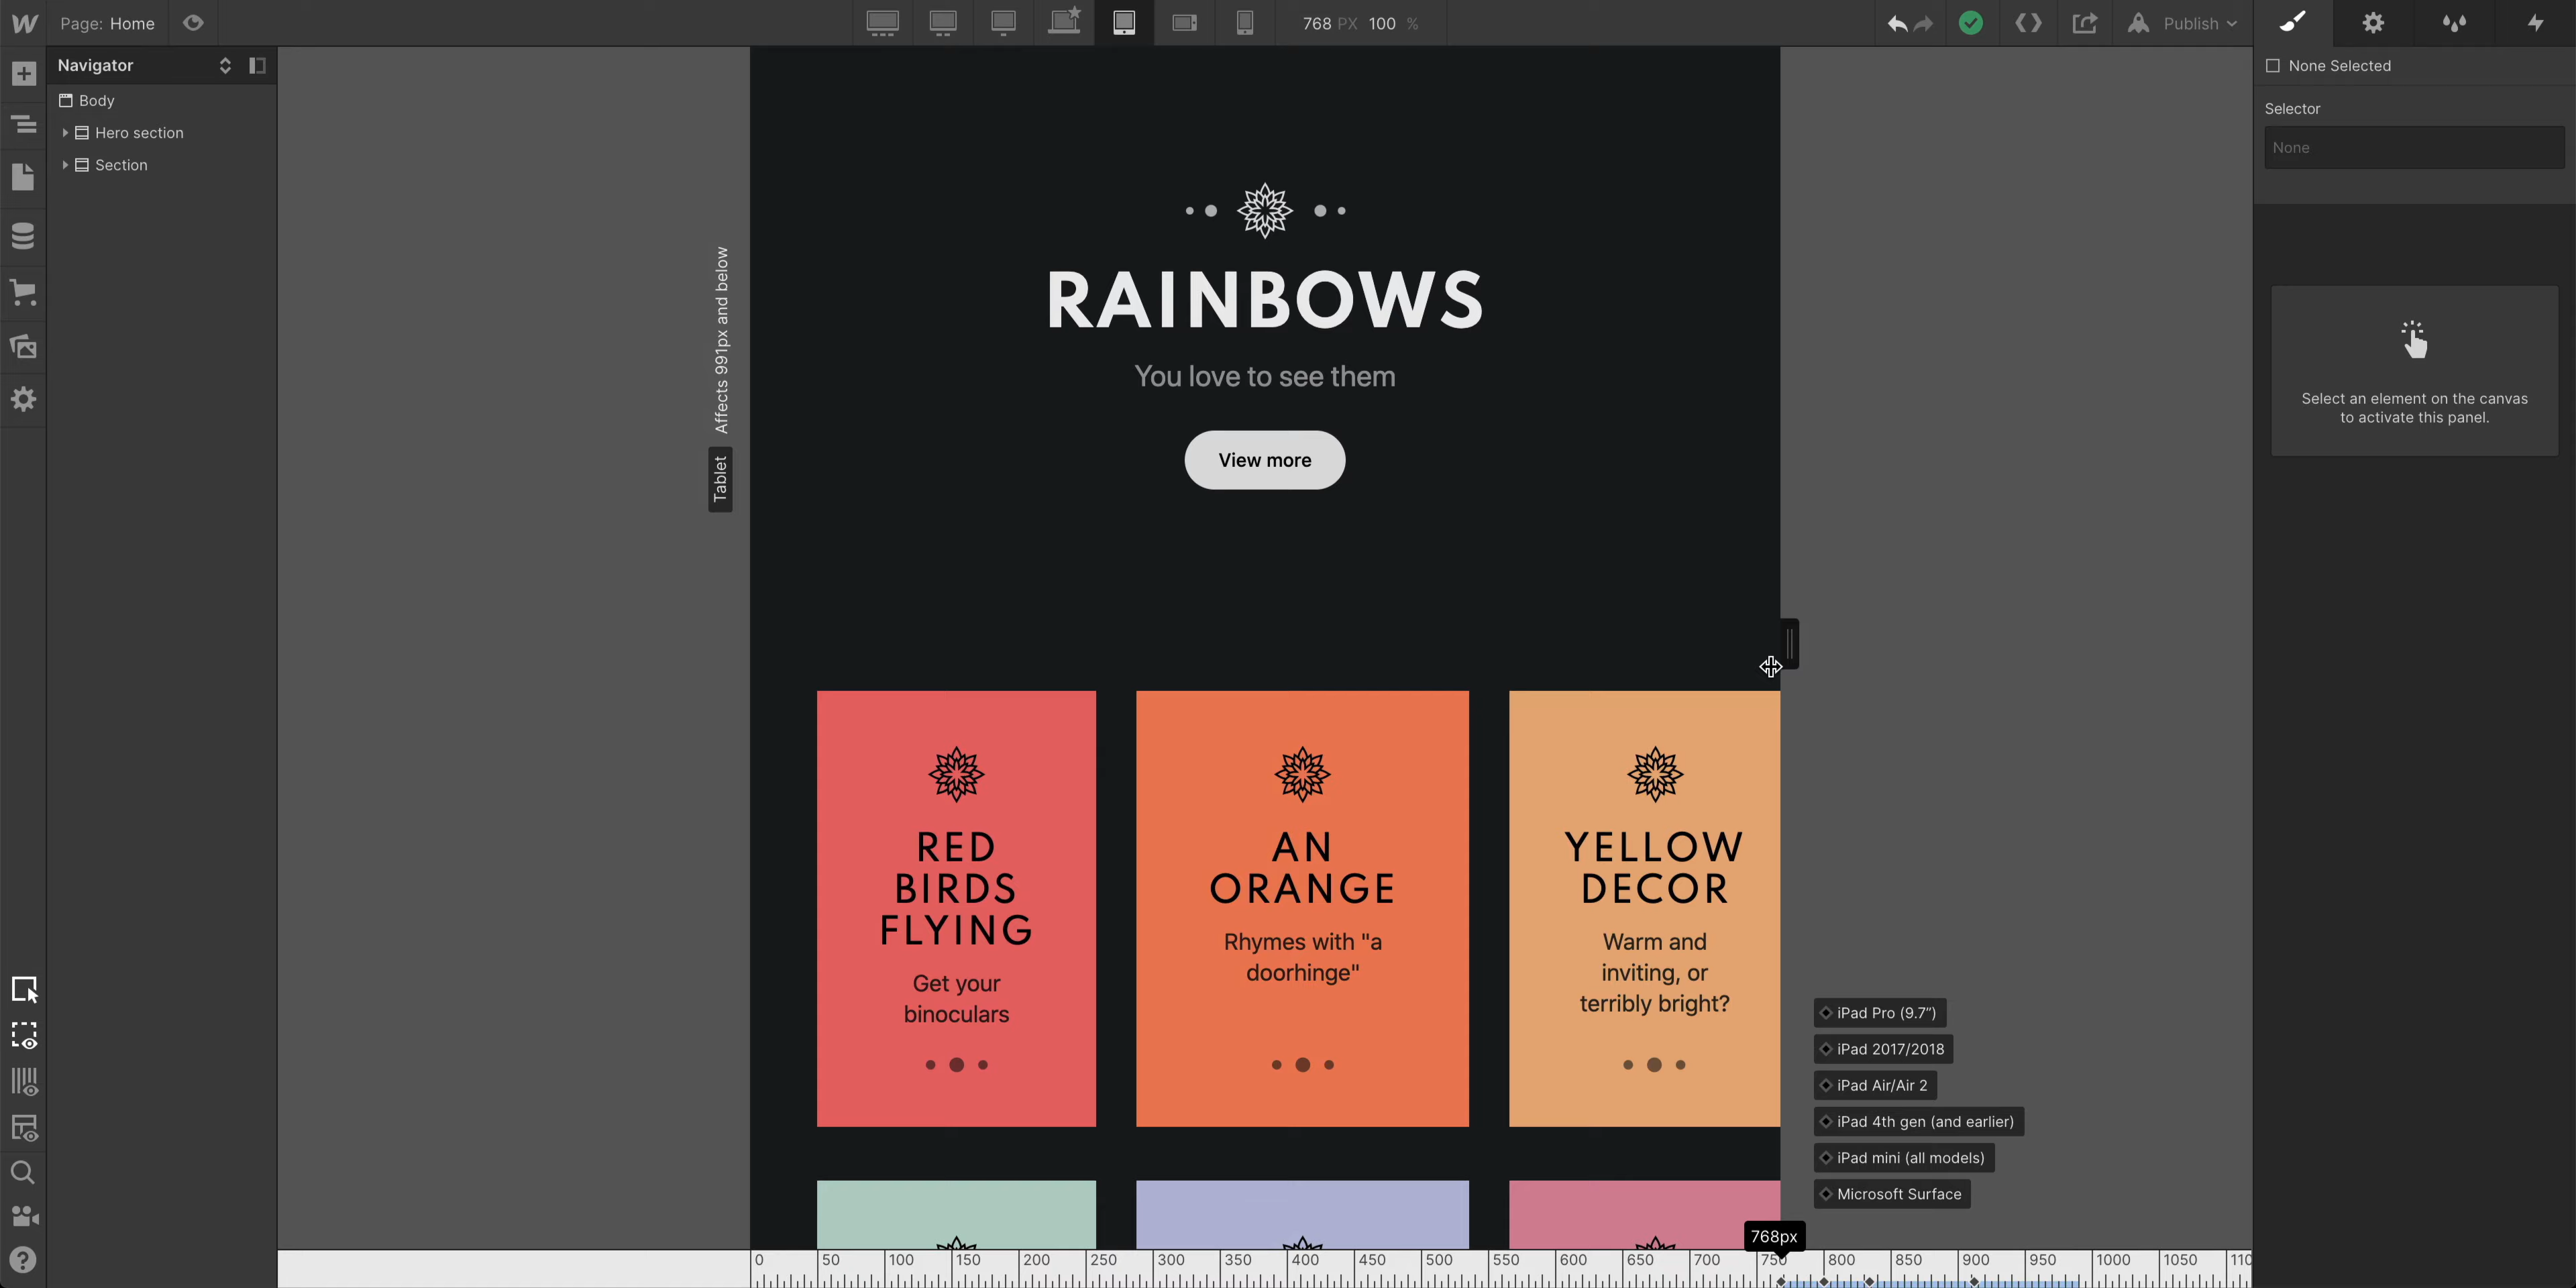 Page: Home
768 PX 100 %
Publish
Navigator
Body
Hero section
Section
None Selected
Selector
None
Select an element on the canvas
to activate this panel.
Affects 991px and below
Tablet
RAINBOWS
You love to see them
View more
RED
BIRDS
FLYING
Get your
binoculars
AN
ORANGE
Rhymes with "a
doorhinge"
YELLOW
DECOR
Warm and
inviting, or
terribly bright?
iPad Pro (9.7”)
iPad 2017/2018
iPad Air/Air 2
iPad 4th gen (and earlier)
iPad mini (all models)
Microsoft Surface
768px
0 50 100 150 200 250 300 350 400 450 500 550 600 650 700 750 800 850 900 950 1000 1050 110